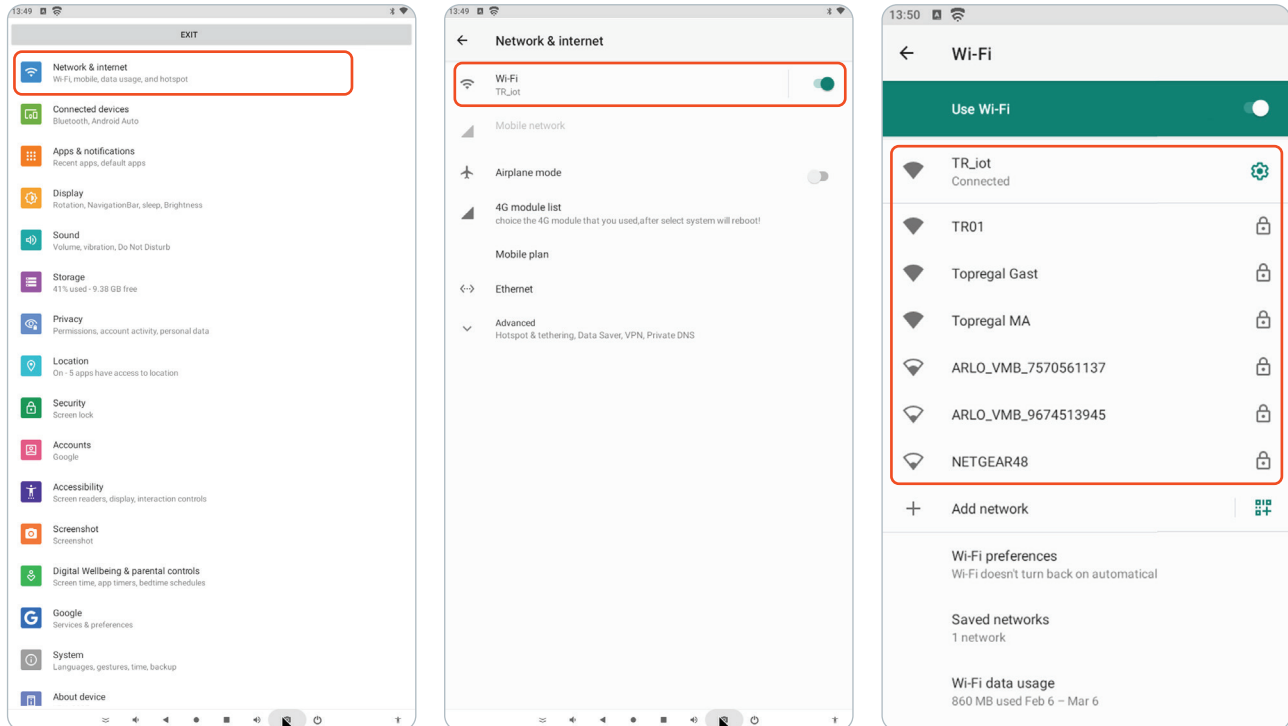 13:49
EXIT
Network & internet
Wi-Fi, mobile, data usage, and hotspot
Connected devices
Bluetooth, Android Auto
Apps & notifications
Recent apps, default apps
Display
Rotation, NavigationBar, sleep, Brightness
Sound
Volume, vibration, Do Not Disturb
Storage
41% used - 9.38 GB free
Privacy
Permissions, account activity, personal data
Location
On - 5 apps have access to location
Security
Screen lock
Accounts
Google
Accessibility
Screen readers, display, interaction controls
Screenshot
Screenshot
Digital Wellbeing & parental controls
Screen time, app timers, bedtime schedules
Google
Services & preferences
System
Languages, gestures, time, backup
About device
13:49
Network & internet
Wi-Fi
TR_iot
Mobile network
Airplane mode
4G module list
choice the 4G module that you used,after select system will reboot!
Mobile plan
Ethernet
Advanced
Hotspot & tethering, Data Saver, VPN, Private DNS
13:50
Wi-Fi
Use Wi-Fi
TR_iot
Connected
TR01
Topregal Gast
Topregal MA
ARLO_VMB_7570561137
ARLO_VMB_9674513945
NETGEAR48
Add network
Wi-Fi preferences
Wi-Fi doesn't turn back on automatical
Saved networks
1 network
Wi-Fi data usage
860 MB used Feb 6 – Mar 6